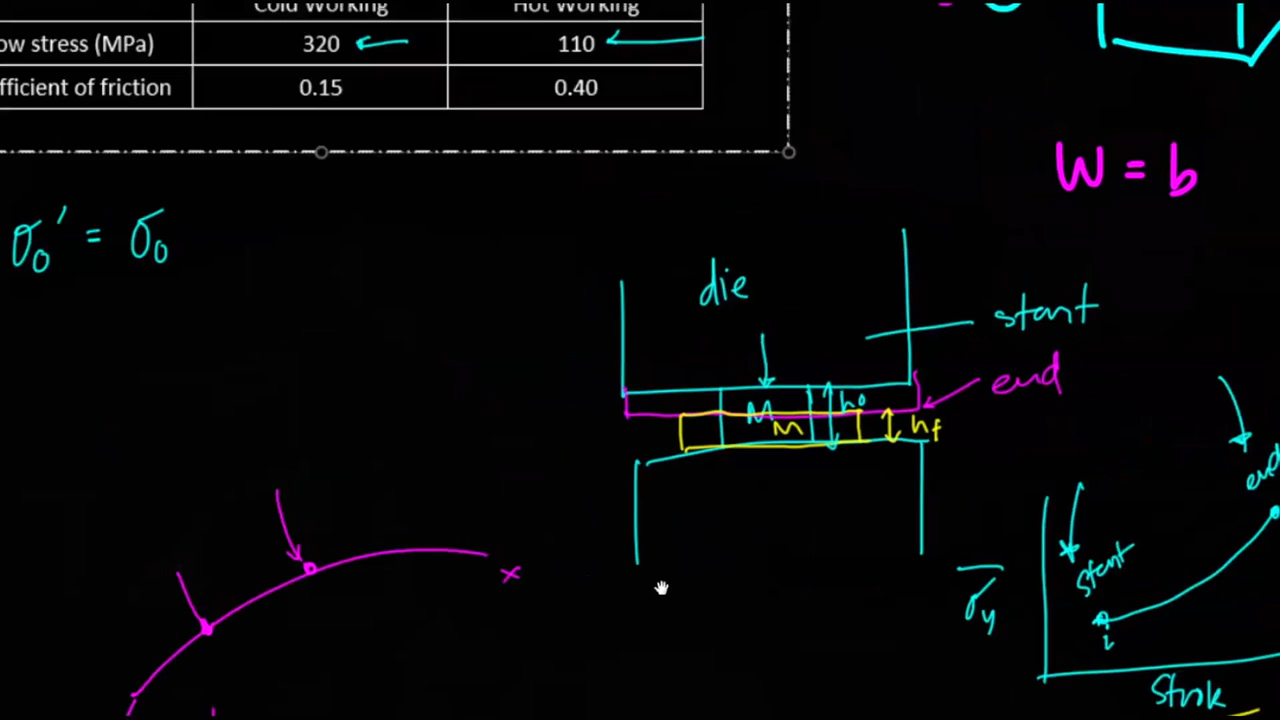 Cold Working Hot Working
ow stress (MPa) 320 110
fficient of friction 0.15 0.40
W = b
σ₀' = σ₀
die
start
end
M h₀
m hf
end
start
σy
i
x
Strok